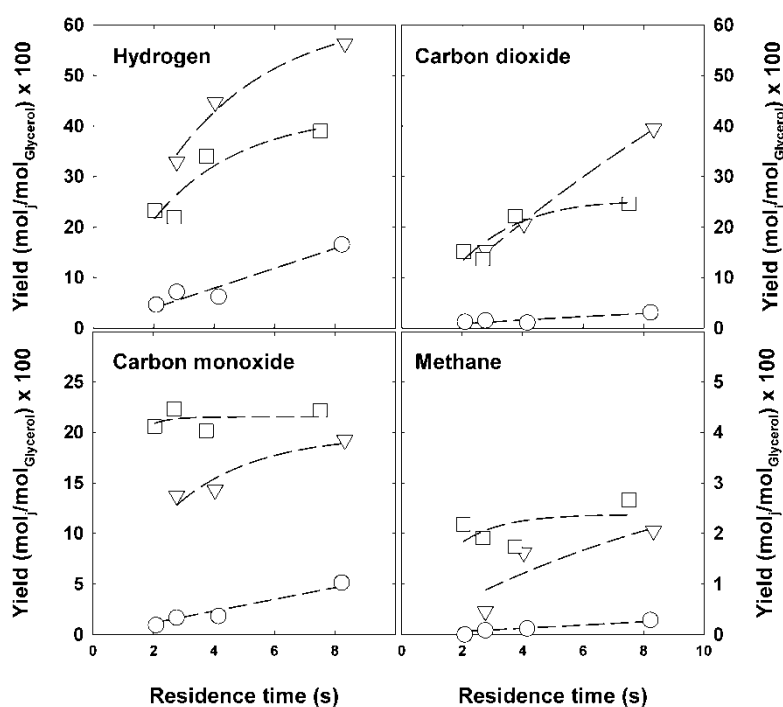 Hydrogen
Carbon dioxide
Carbon monoxide
Methane
Yield (mol_j/mol_Glycerol) x 100
Yield (mol_j/mol_Glycerol) x 100
Yield (mol_j/mol_Glycerol) x 100
Yield (mol_j/mol_Glycerol) x 100
60
50
40
30
20
10
0
60
50
40
30
20
10
0
25
20
15
10
5
0
5
4
3
2
1
0
0 2 4 6 8 0 2 4 6 8 10
Residence time (s) Residence time (s)